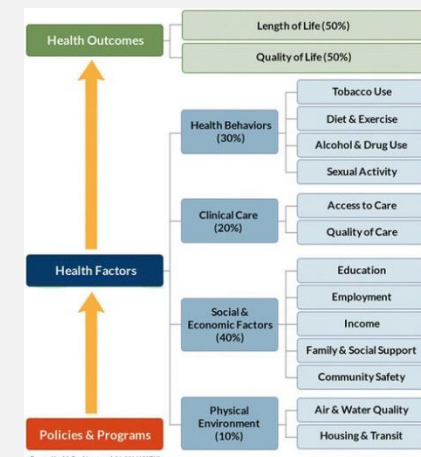 Health Outcomes
Length of Life (50%)
Quality of Life (50%)
Health Behaviors
(30%)
Tobacco Use
Diet & Exercise
Alcohol & Drug Use
Sexual Activity
Clinical Care
(20%)
Access to Care
Quality of Care
Health Factors
Social &
Economic Factors
(40%)
Education
Employment
Income
Family & Social Support
Community Safety
Physical
Environment
(10%)
Air & Water Quality
Housing & Transit
Policies & Programs